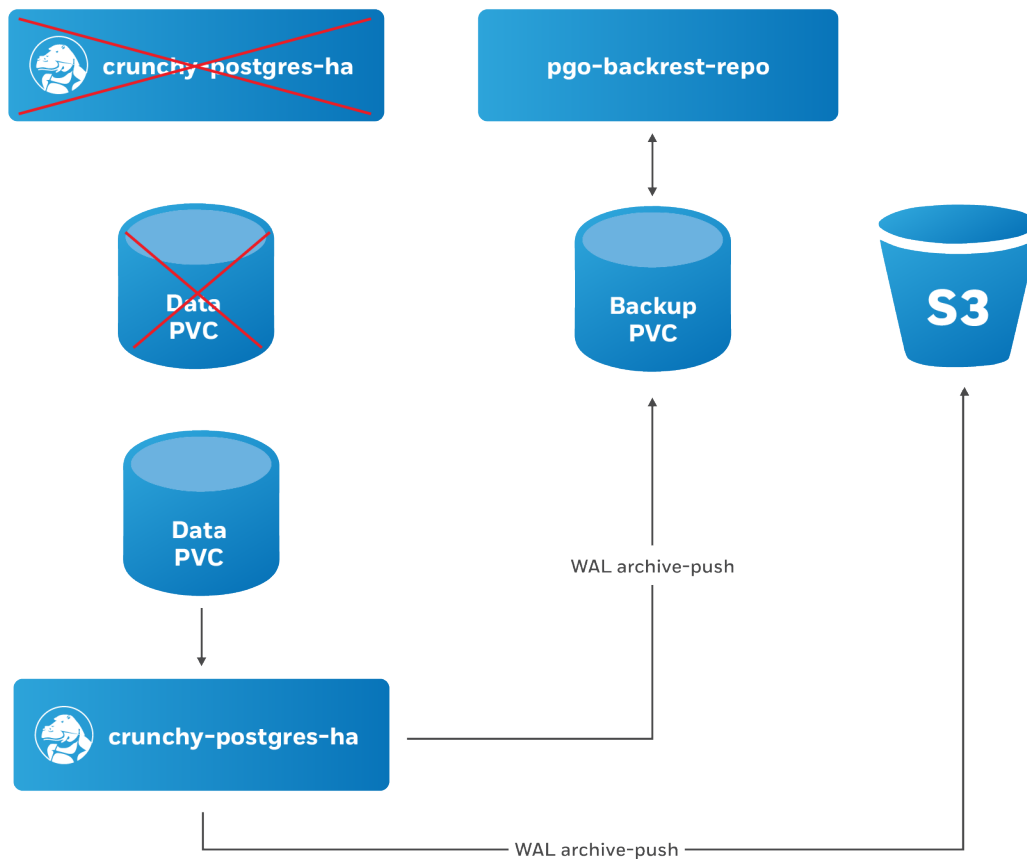 crunchy-postgres-ha
pgo-backrest-repo
Data
PVC
Backup
PVC
S3
Data
PVC
WAL archive-push
crunchy-postgres-ha
WAL archive-push